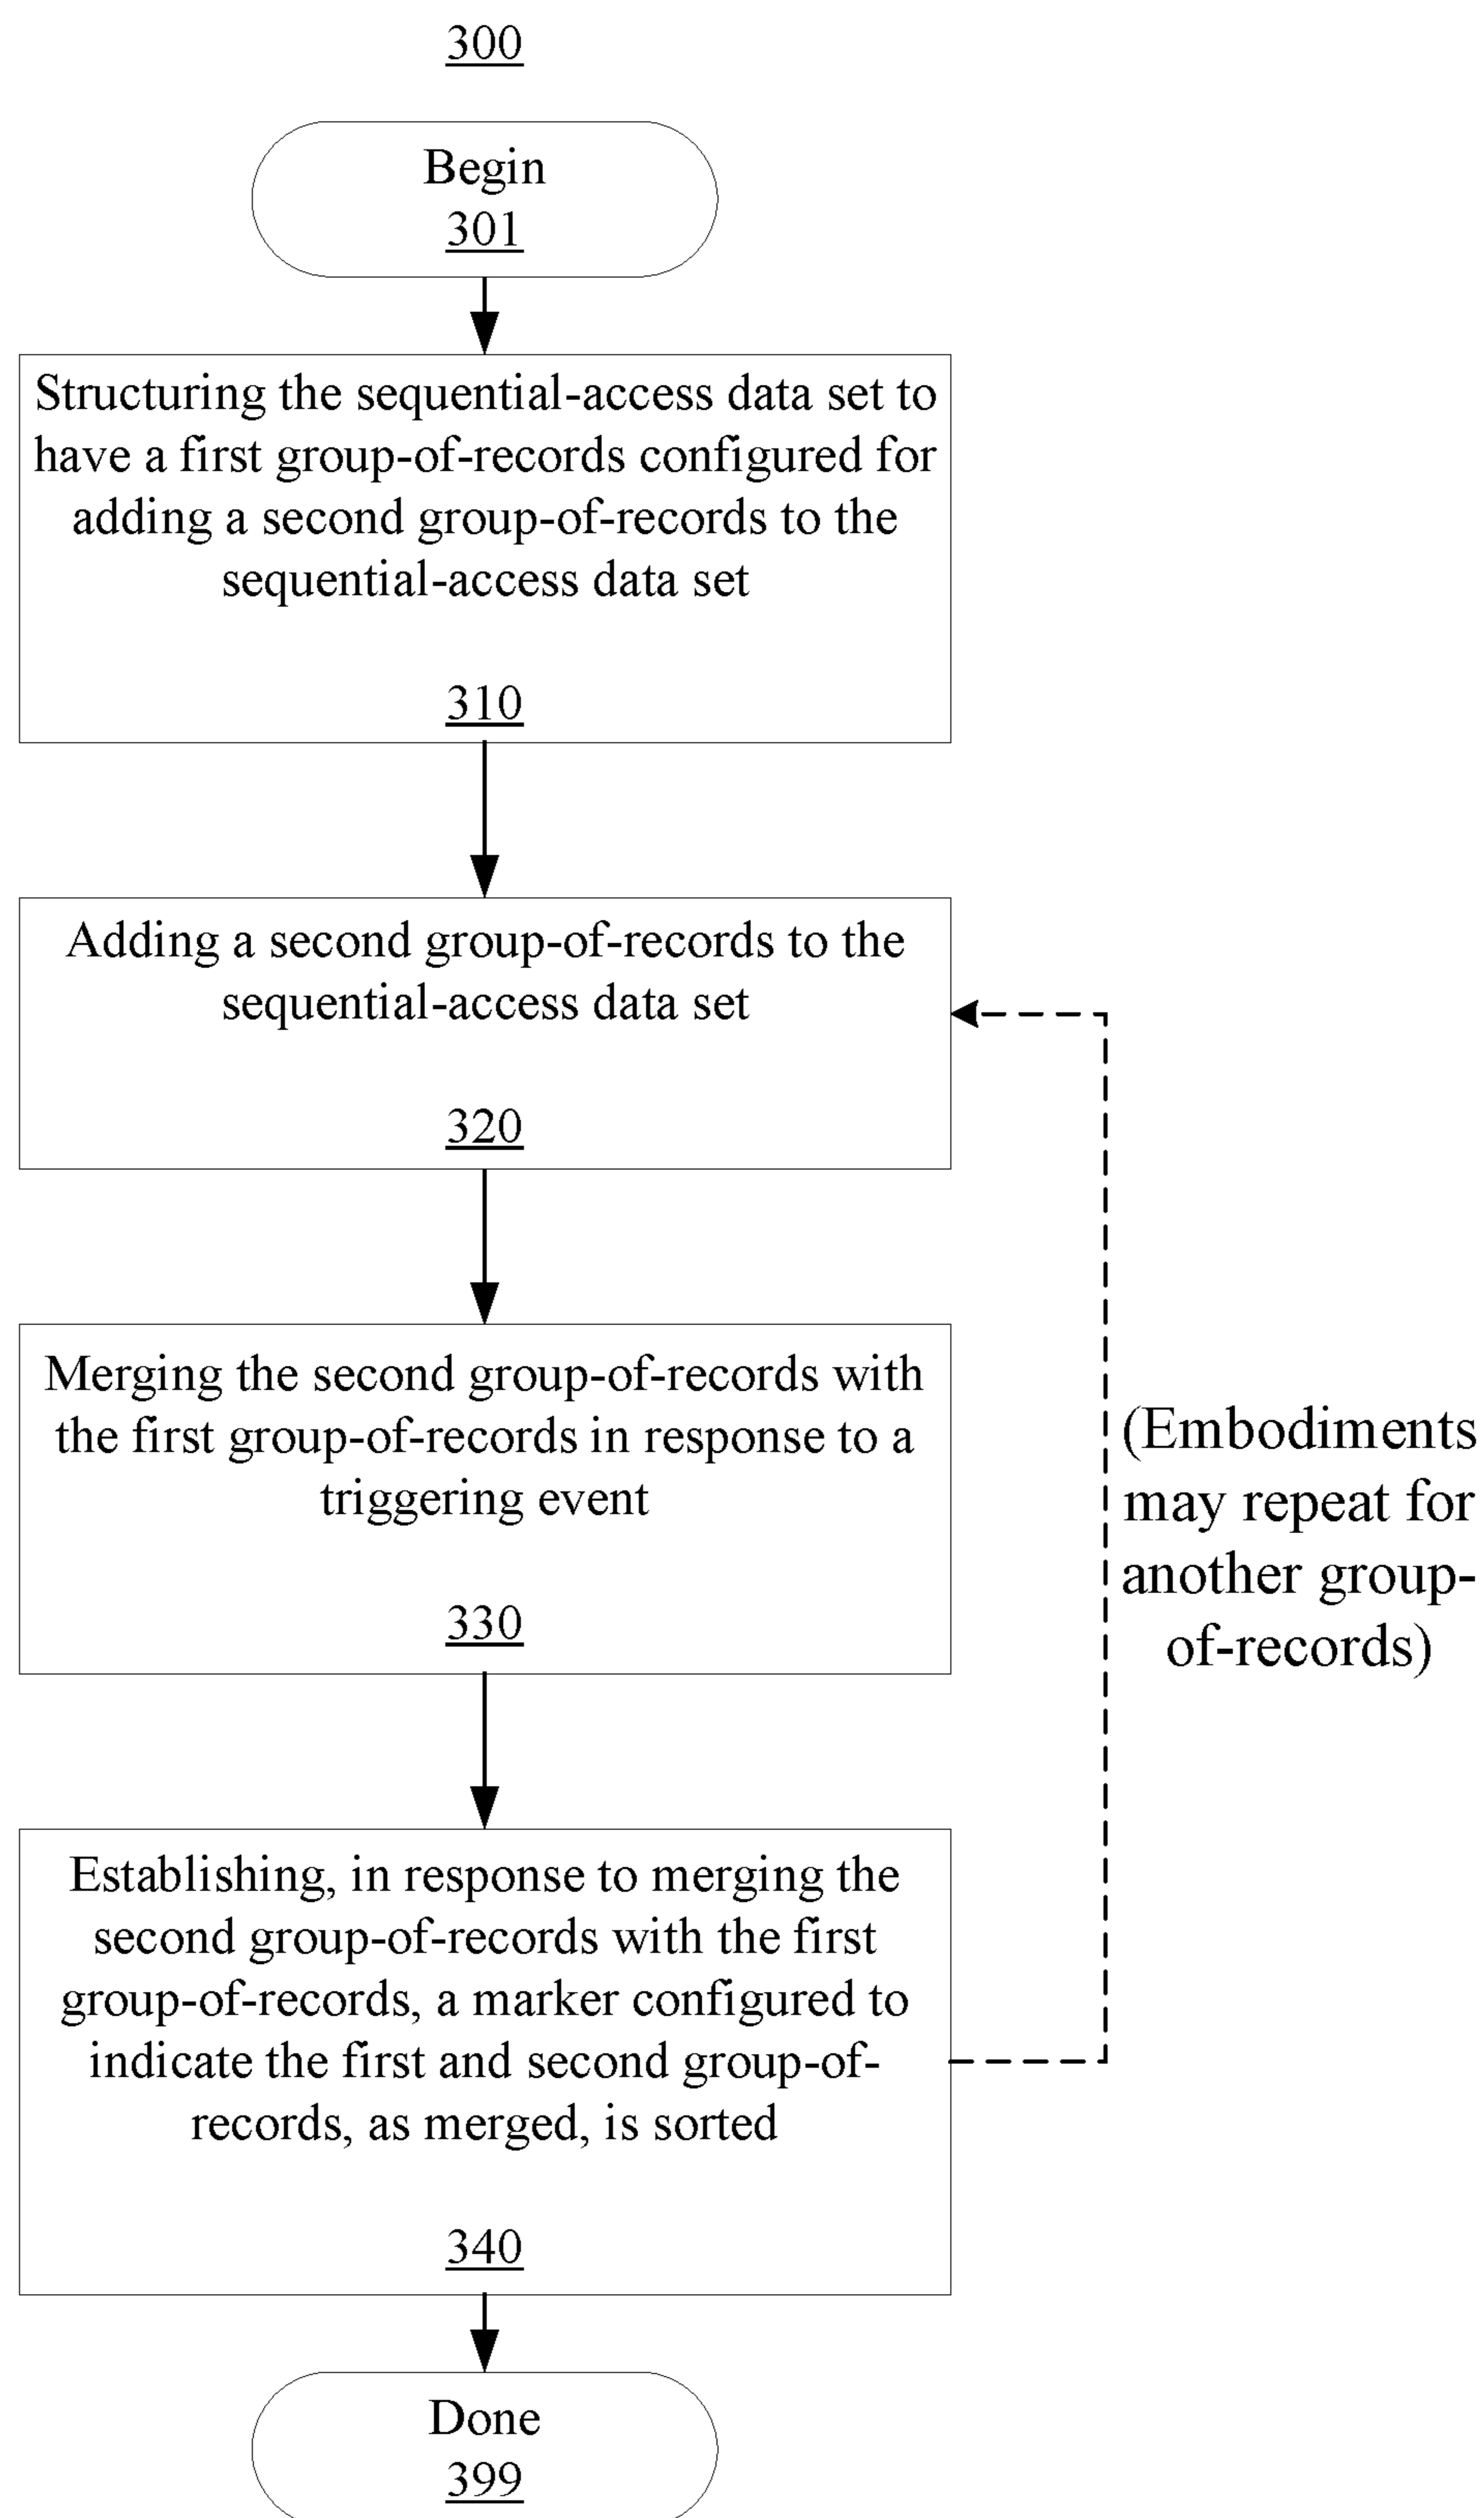 300
Begin
301
Structuring the sequential-access data set to
have a first group-of-records configured for
adding a second group-of-records to the
sequential-access data set
310
Adding a second group-of-records to the
sequential-access data set
320
Merging the second group-of-records with
the first group-of-records in response to a
triggering event
330
(Embodiments
may repeat for
another group-
of-records)
Establishing, in response to merging the
second group-of-records with the first
group-of-records, a marker configured to
indicate the first and second group-of-
records, as merged, is sorted
340
Done
399